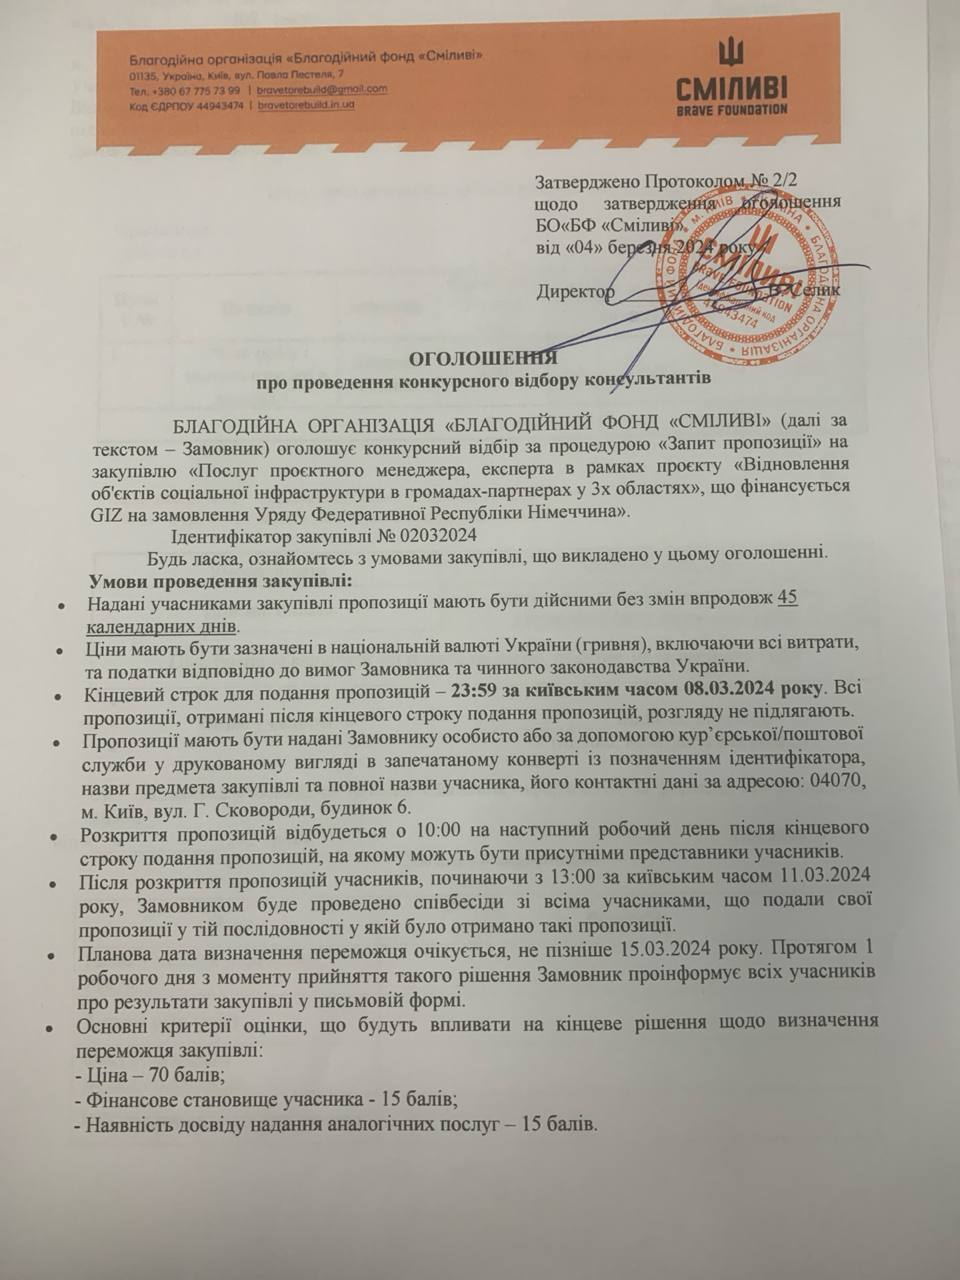 Благодійна організація «Благодійний фонд «Сміливі»
01135, Україна, Київ, вул. Павла Пестеля, 7
Тел. +380 67 775 73 99 | bravetorebuild@gmail.com
Код ЄДРПОУ 44943474 | bravetorebuild.in.ua
СМІЛИВІ
BRAVE FOUNDATION
Затверджено Протоколом № 2/2
щодо затвердження оголошення
БО«БФ «Сміливі»
від «04» березня 2024 року
Директор В. Хелик
СМІЛИВІ
BRAVE FOUNDATION
Ідентифікаційний код
44943474
ОГОЛОШЕННЯ
про проведення конкурсного відбору консультантів
БЛАГОДІЙНА ОРГАНІЗАЦІЯ «БЛАГОДІЙНИЙ ФОНД «СМІЛИВІ» (далі за
текстом – Замовник) оголошує конкурсний відбір за процедурою «Запит пропозиції» на
закупівлю «Послуг проєктного менеджера, експерта в рамках проєкту «Відновлення
об'єктів соціальної інфраструктури в громадах-партнерах у 3х областях», що фінансується
GIZ на замовлення Уряду Федеративної Республіки Німеччина».
Ідентифікатор закупівлі № 02032024
Будь ласка, ознайомтесь з умовами закупівлі, що викладено у цьому оголошенні.
Умови проведення закупівлі:
• Надані учасниками закупівлі пропозиції мають бути дійсними без змін впродовж 45
календарних днів.
• Ціни мають бути зазначені в національній валюті України (гривня), включаючи всі витрати,
та податки відповідно до вимог Замовника та чинного законодавства України.
• Кінцевий строк для подання пропозицій – 23:59 за київським часом 08.03.2024 року. Всі
пропозиції, отримані після кінцевого строку подання пропозицій, розгляду не підлягають.
• Пропозиції мають бути надані Замовнику особисто або за допомогою кур’єрської/поштової
служби у друкованому вигляді в запечатаному конверті із позначенням ідентифікатора,
назви предмета закупівлі та повної назви учасника, його контактні дані за адресою: 04070,
м. Київ, вул. Г. Сковороди, будинок 6.
• Розкриття пропозицій відбудеться о 10:00 на наступний робочий день після кінцевого
строку подання пропозицій, на якому можуть бути присутніми представники учасників.
• Після розкриття пропозицій учасників, починаючи з 13:00 за київським часом 11.03.2024
року, Замовником буде проведено співбесіди зі всіма учасниками, що подали свої
пропозиції у тій послідовності у якій було отримано такі пропозиції.
• Планова дата визначення переможця очікується, не пізніше 15.03.2024 року. Протягом 1
робочого дня з моменту прийняття такого рішення Замовник проінформує всіх учасників
про результати закупівлі у письмовій формі.
• Основні критерії оцінки, що будуть впливати на кінцеве рішення щодо визначення
переможця закупівлі:
- Ціна – 70 балів;
- Фінансове становище учасника - 15 балів;
- Наявність досвіду надання аналогічних послуг – 15 балів.